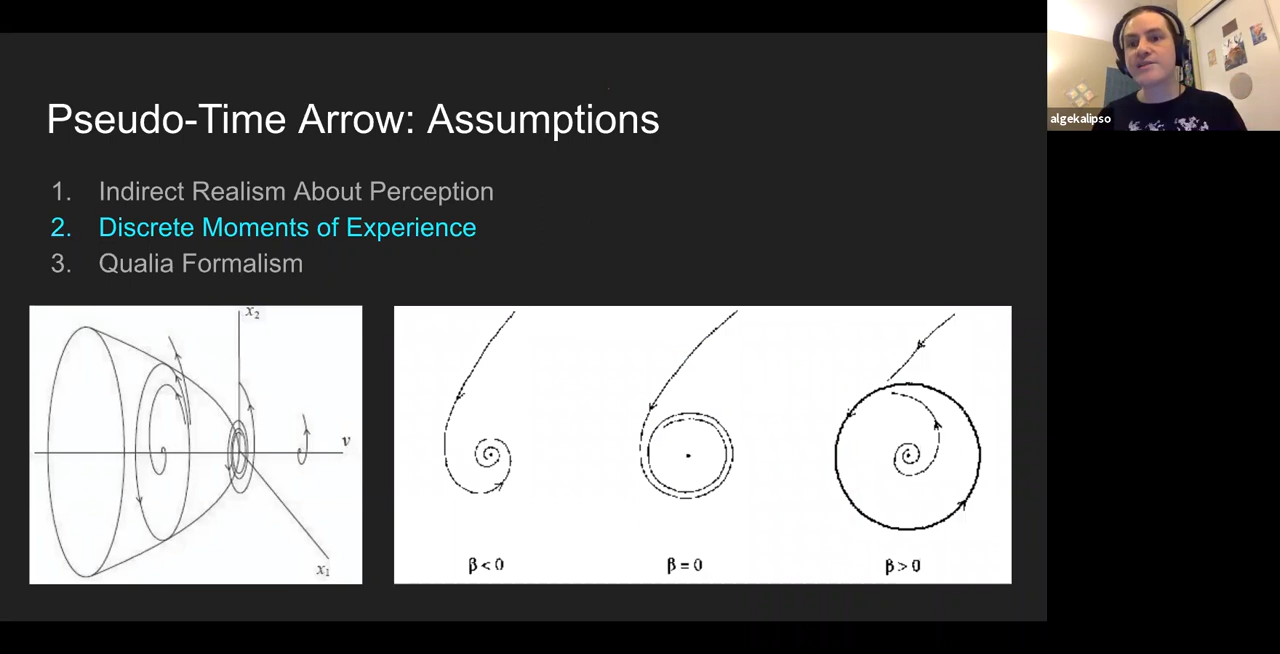 Pseudo-Time Arrow: Assumptions
algekalipso
1. Indirect Realism About Perception
2. Discrete Moments of Experience
3. Qualia Formalism
x₂
ν
x₁
β < 0
β = 0
β > 0